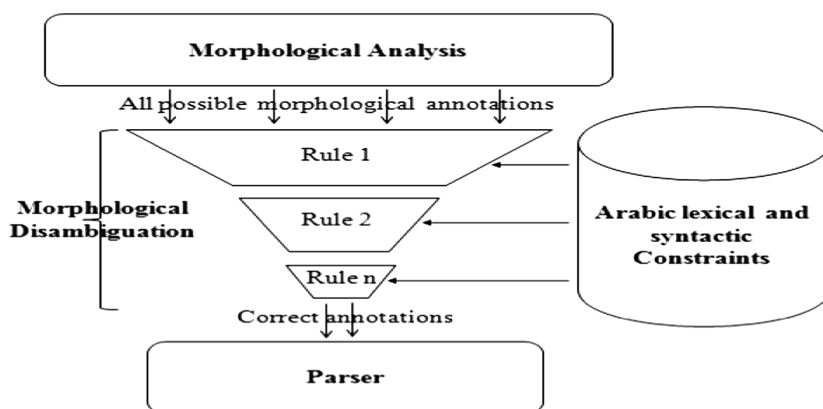 Morphological Analysis
All possible morphological annotations
Rule 1
Rule 2
Rule n
Morphological
Disambiguation
Arabic lexical and
syntactic
Constraints
Correct annotations
Parser